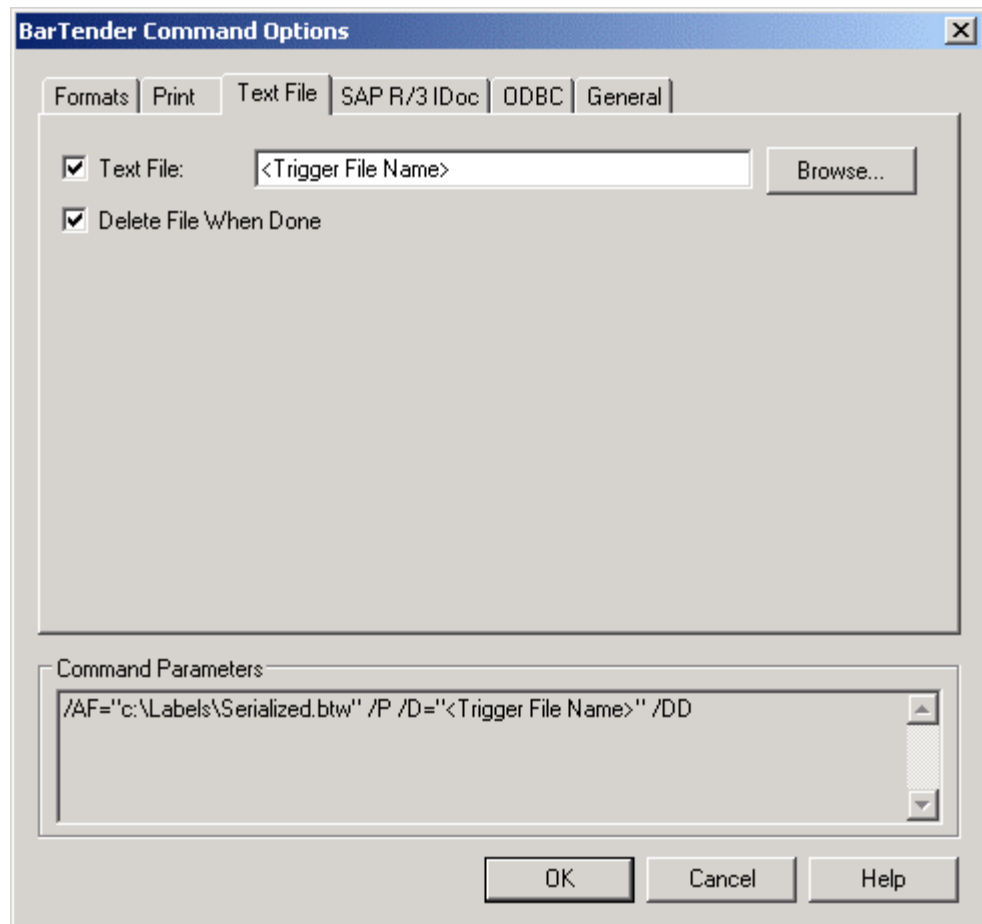 BarTender Command Options
Formats Print Text File SAP R/3 IDoc ODBC General
Text File: <Trigger File Name> Browse...
Delete File When Done
Command Parameters
/AF="c:\Labels\Serialized.btw" /P /D="<Trigger File Name>" /DD
OK Cancel Help